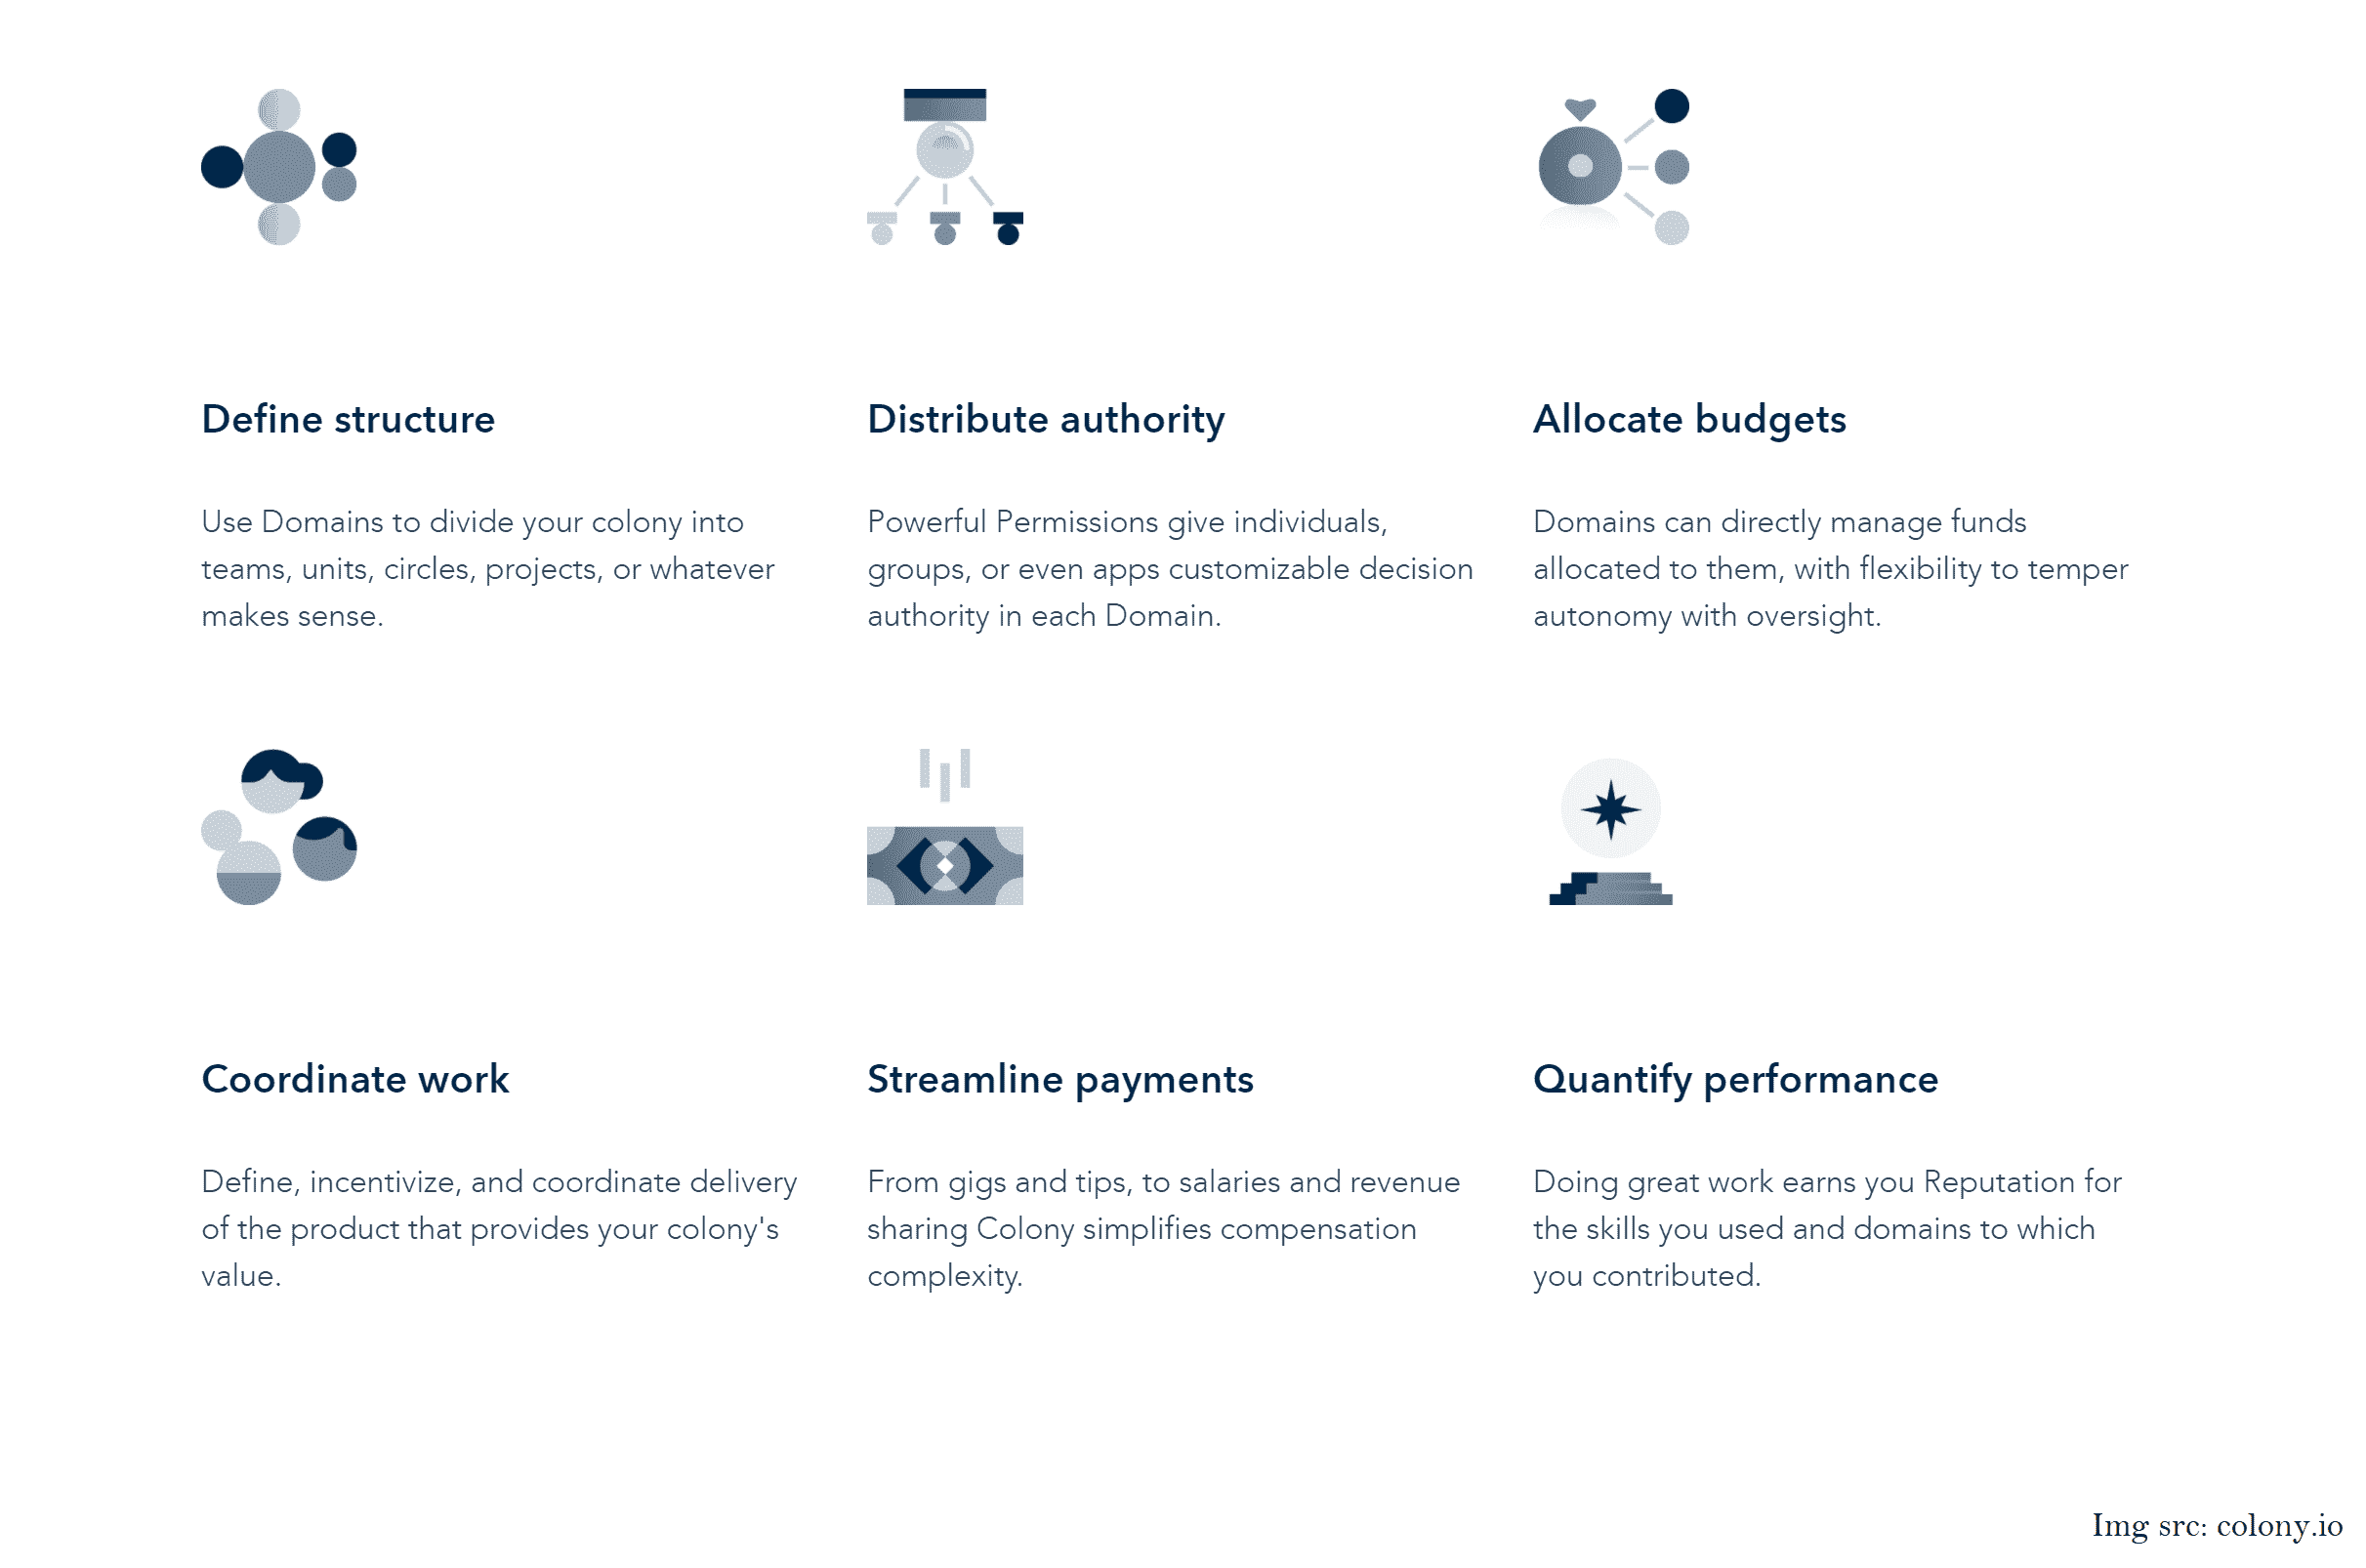 Define structure
Use Domains to divide your colony into
teams, units, circles, projects, or whatever
makes sense.
Distribute authority
Powerful Permissions give individuals,
groups, or even apps customizable decision
authority in each Domain.
Allocate budgets
Domains can directly manage funds
allocated to them, with flexibility to temper
autonomy with oversight.
Coordinate work
Define, incentivize, and coordinate delivery
of the product that provides your colony's
value.
Streamline payments
From gigs and tips, to salaries and revenue
sharing Colony simplifies compensation
complexity.
Quantify performance
Doing great work earns you Reputation for
the skills you used and domains to which
you contributed.
Img src: colony.io